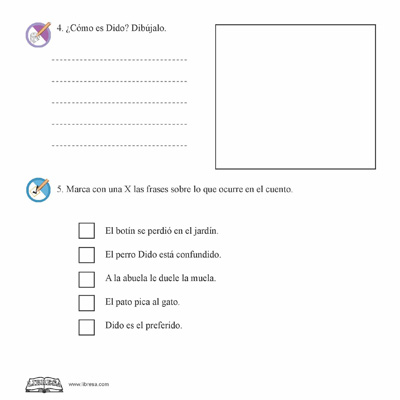 4. ¿Cómo es Dido? Dibújalo.
5. Marca con una X las frases sobre lo que ocurre en el cuento.
El botín se perdió en el jardín.
El perro Dido está confundido.
A la abuela le duele la muela.
El pato pica al gato.
Dido es el preferido.
LIBRESA
www.libresa.com